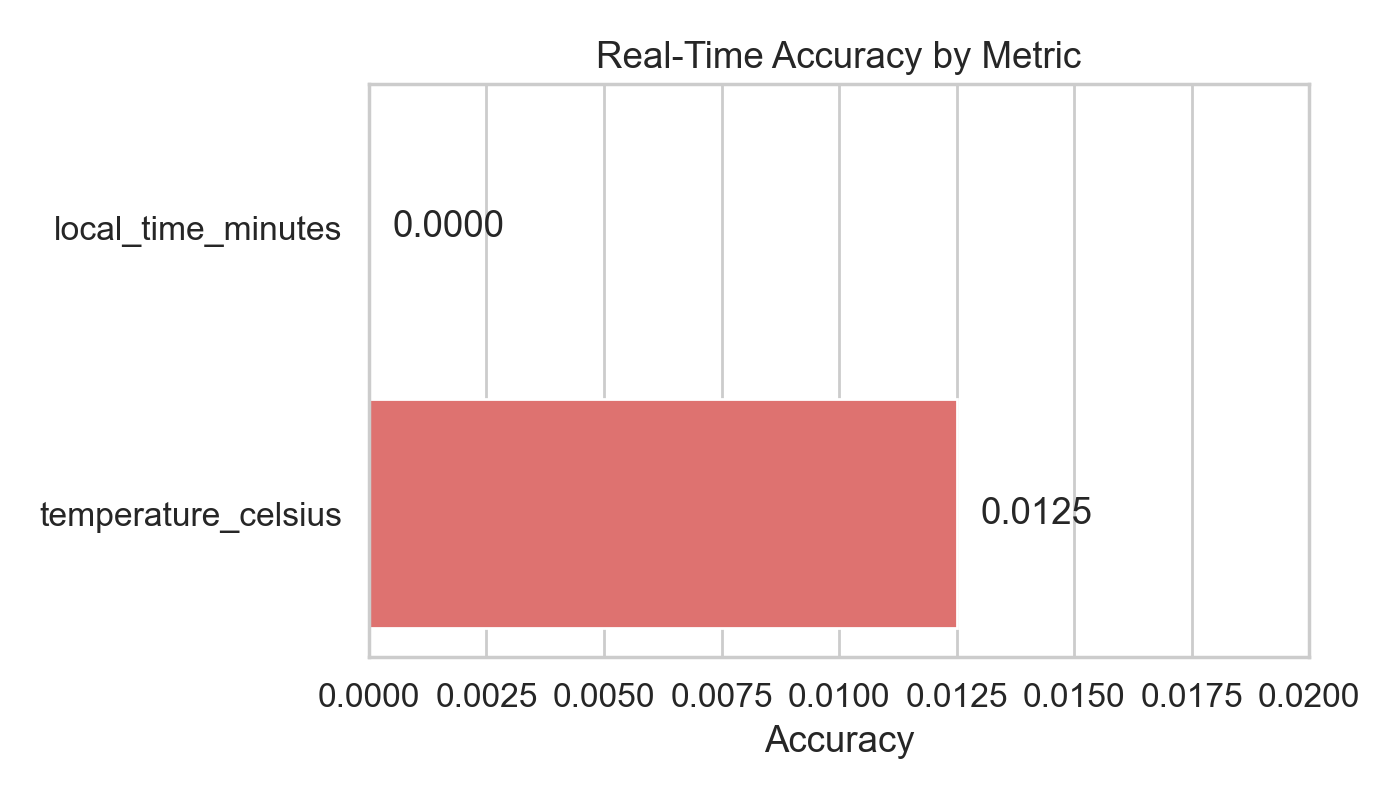 Real-Time Accuracy by Metric
local_time_minutes
0.0000
temperature_celsius
0.0125
0.0000 0.0025 0.0050 0.0075 0.0100 0.0125 0.0150 0.0175 0.0200
Accuracy